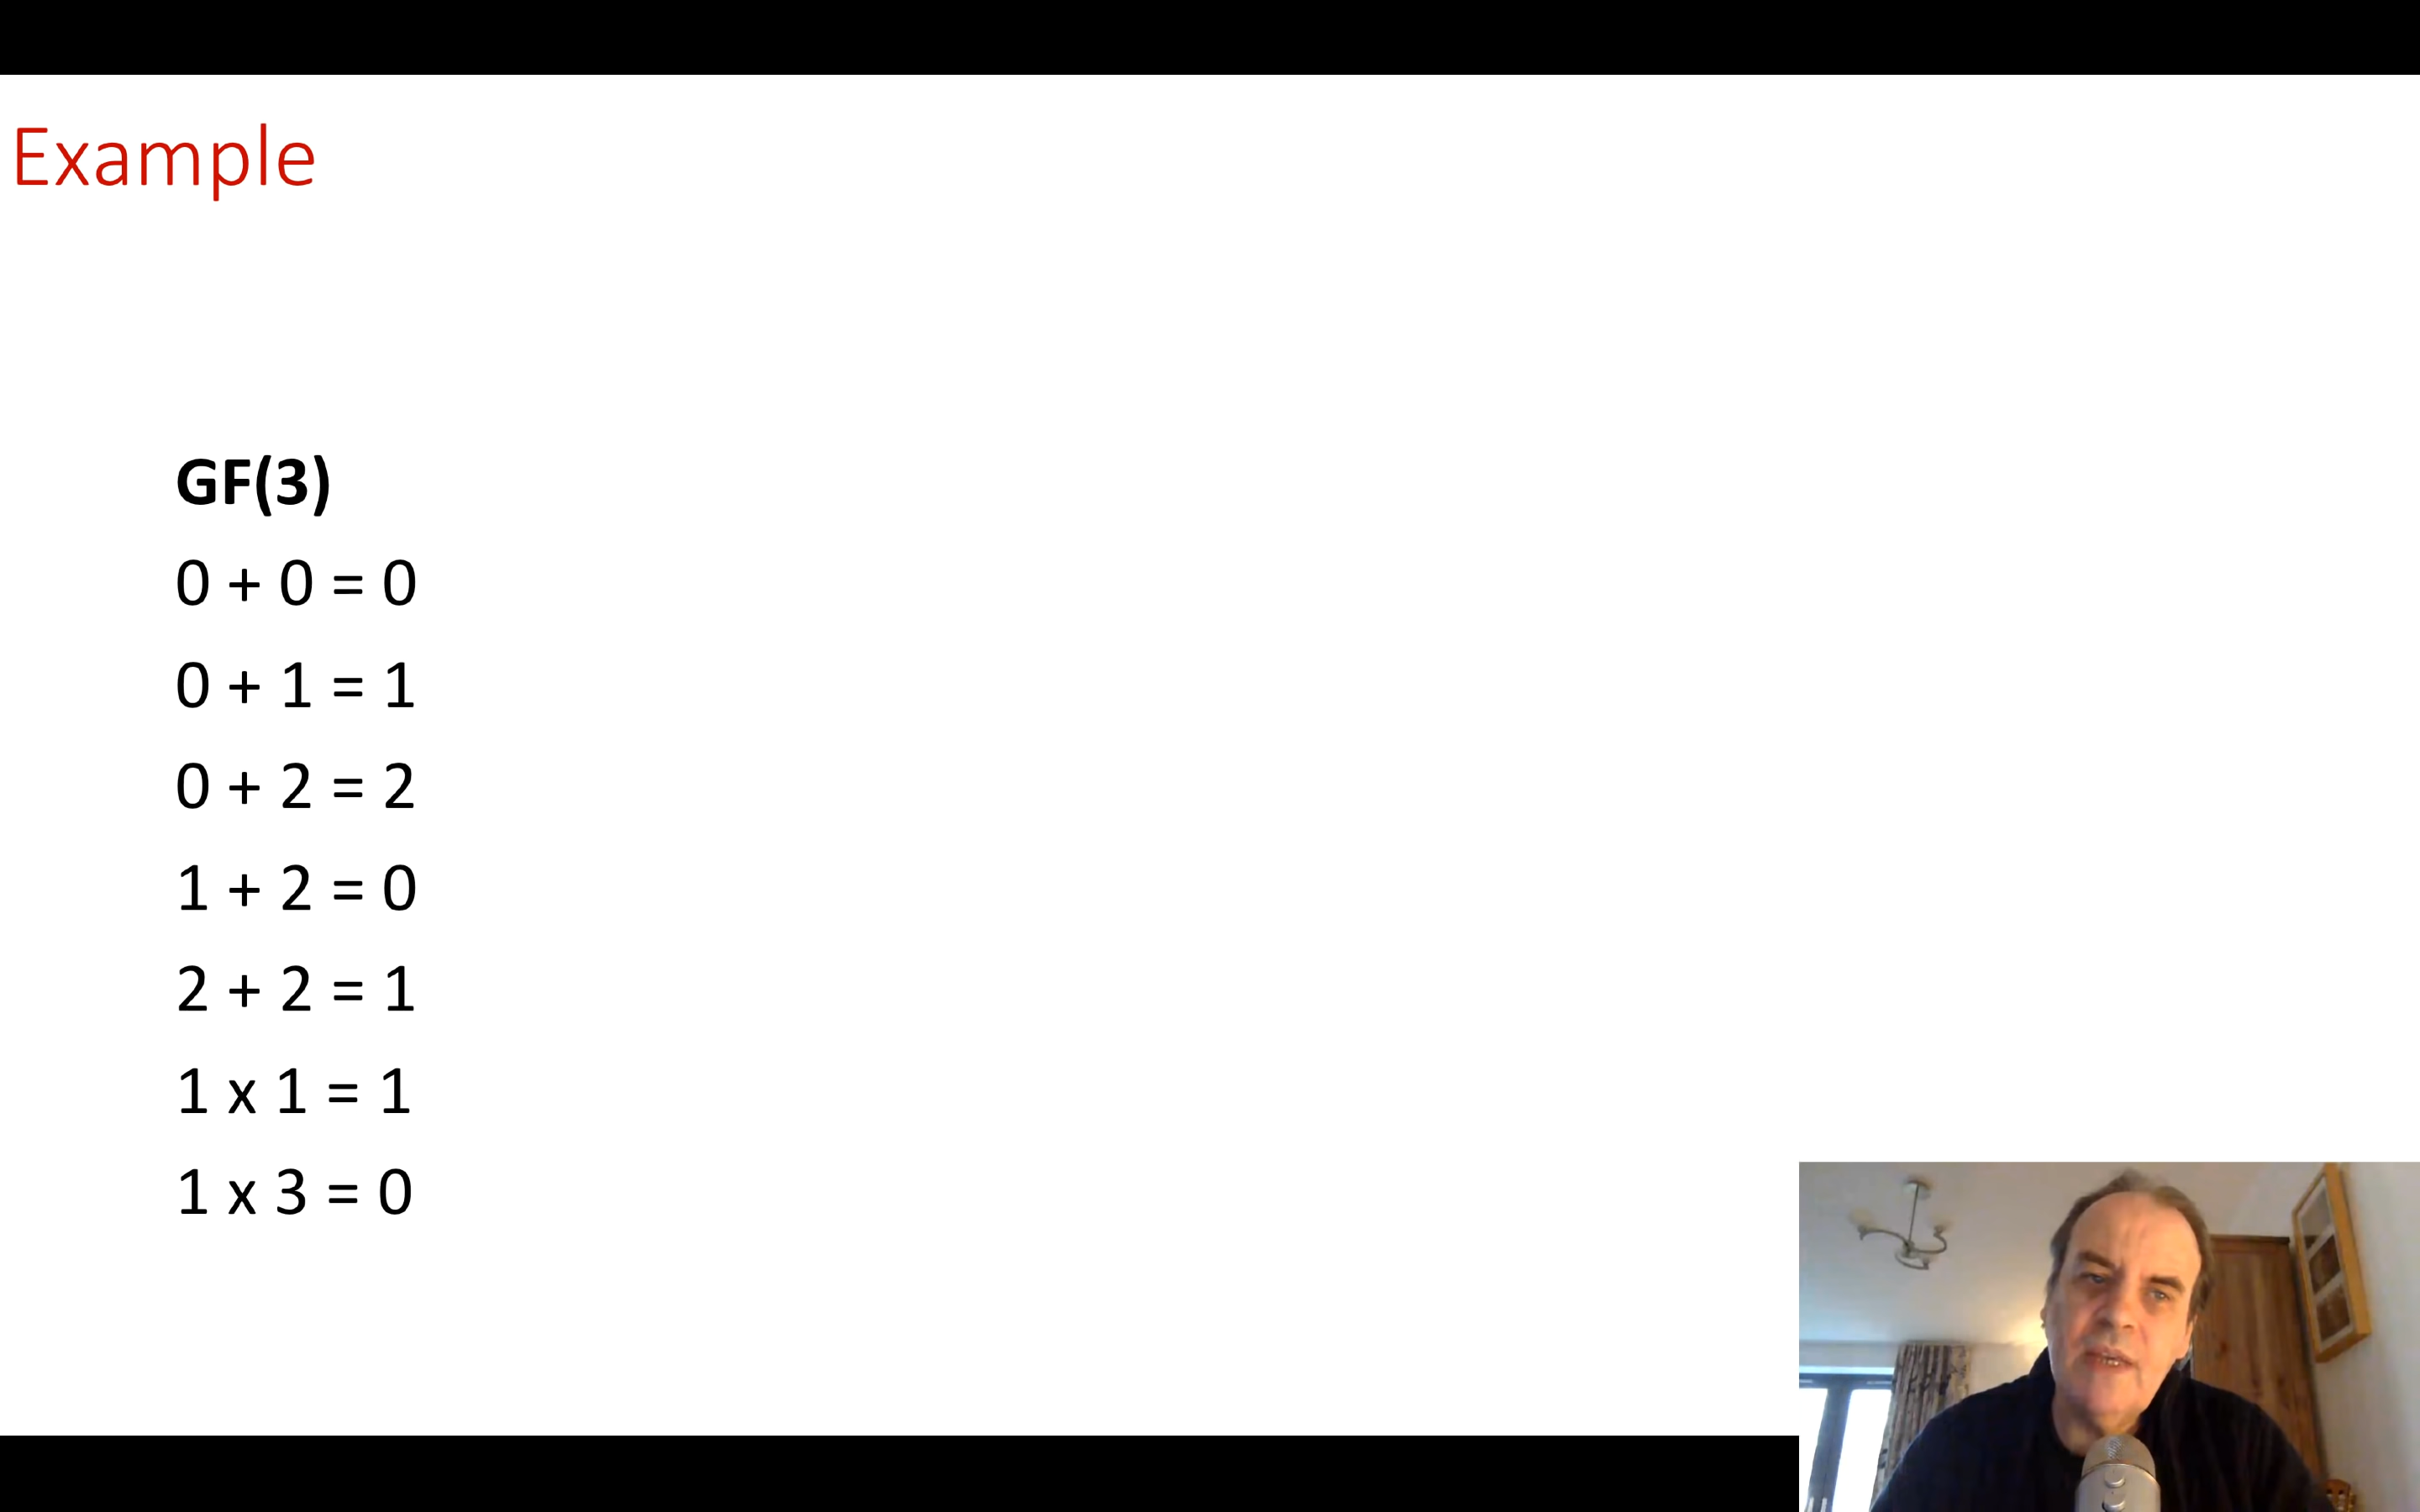 Example
GF(3)
0 + 0 = 0
0 + 1 = 1
0 + 2 = 2
1 + 2 = 0
2 + 2 = 1
1 x 1 = 1
1 x 3 = 0